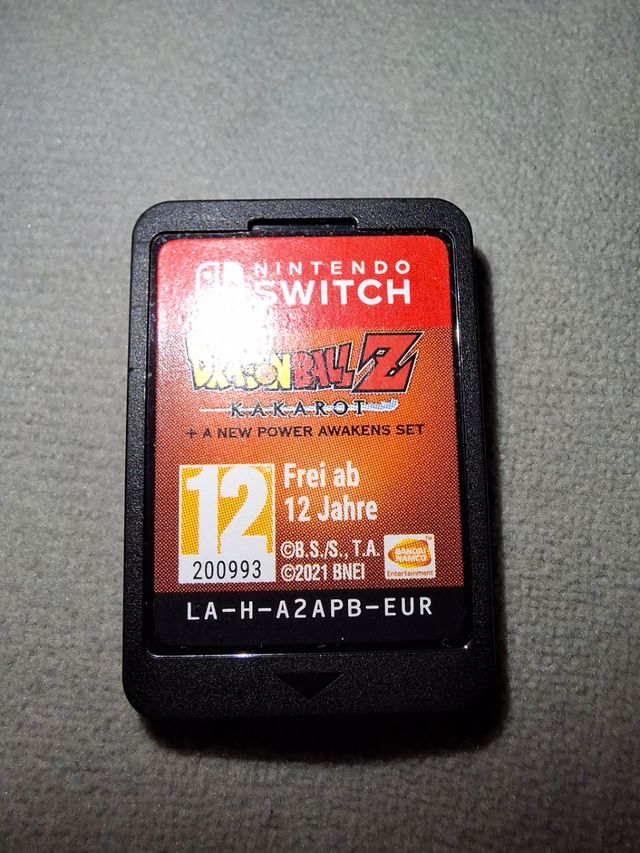 NINTENDO
SWITCH
DRAGON BALL Z
KAKAROT
+ A NEW POWER AWAKENS SET
12
200993
Frei ab
12 Jahre
©B.S./S., T.A.
©2021 BNEI
BANDAI
NAMCO
Entertainment
LA-H-A2APB-EUR